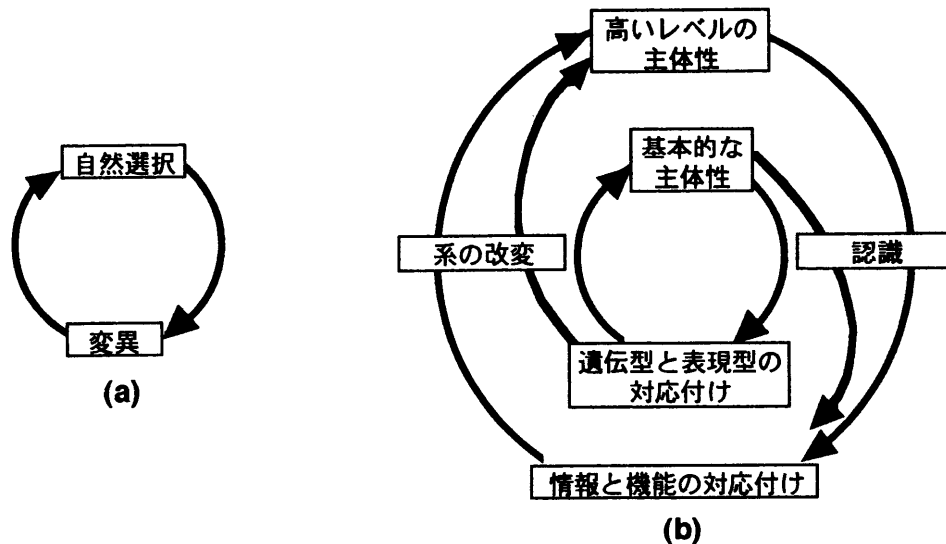 自然選択
変異
(a)
高いレベルの
主体性
基本的な
主体性
系の改変
認識
遺伝型と表現型の
対応付け
情報と機能の対応付け
(b)